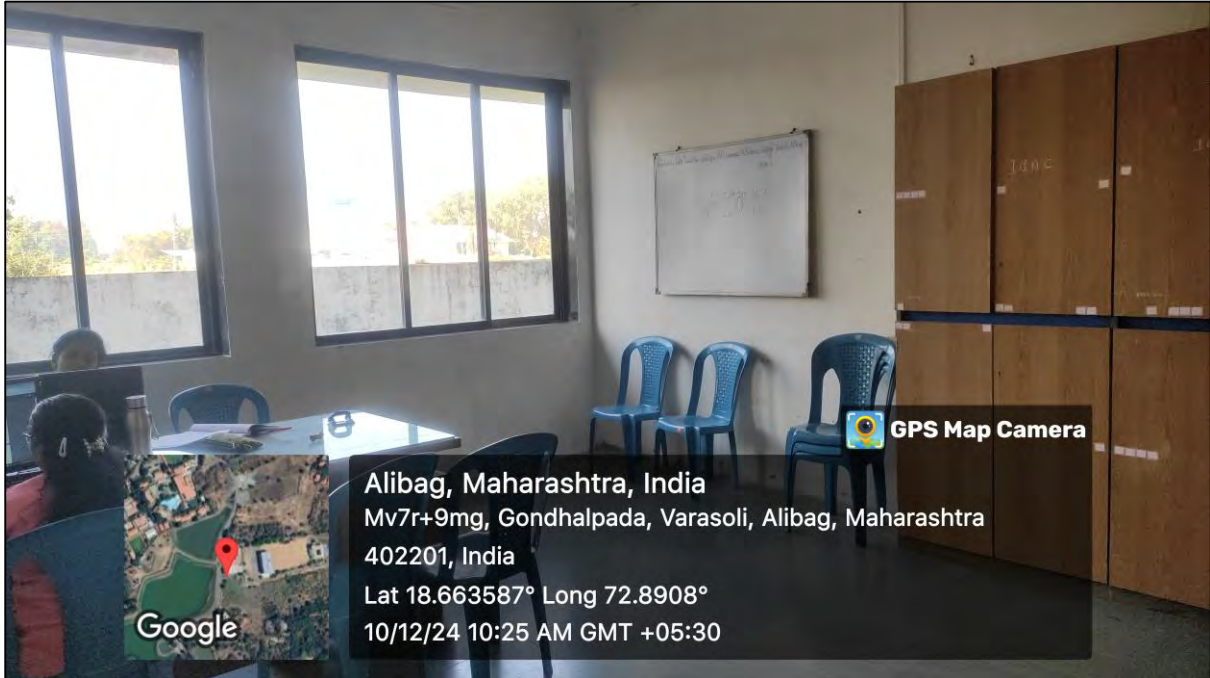 IQAC
GPS Map Camera
Alibag, Maharashtra, India
Mv7r+9mg, Gondhalpada, Varasoli, Alibag, Maharashtra
402201, India
Lat 18.663587° Long 72.8908°
10/12/24 10:25 AM GMT +05:30
Google